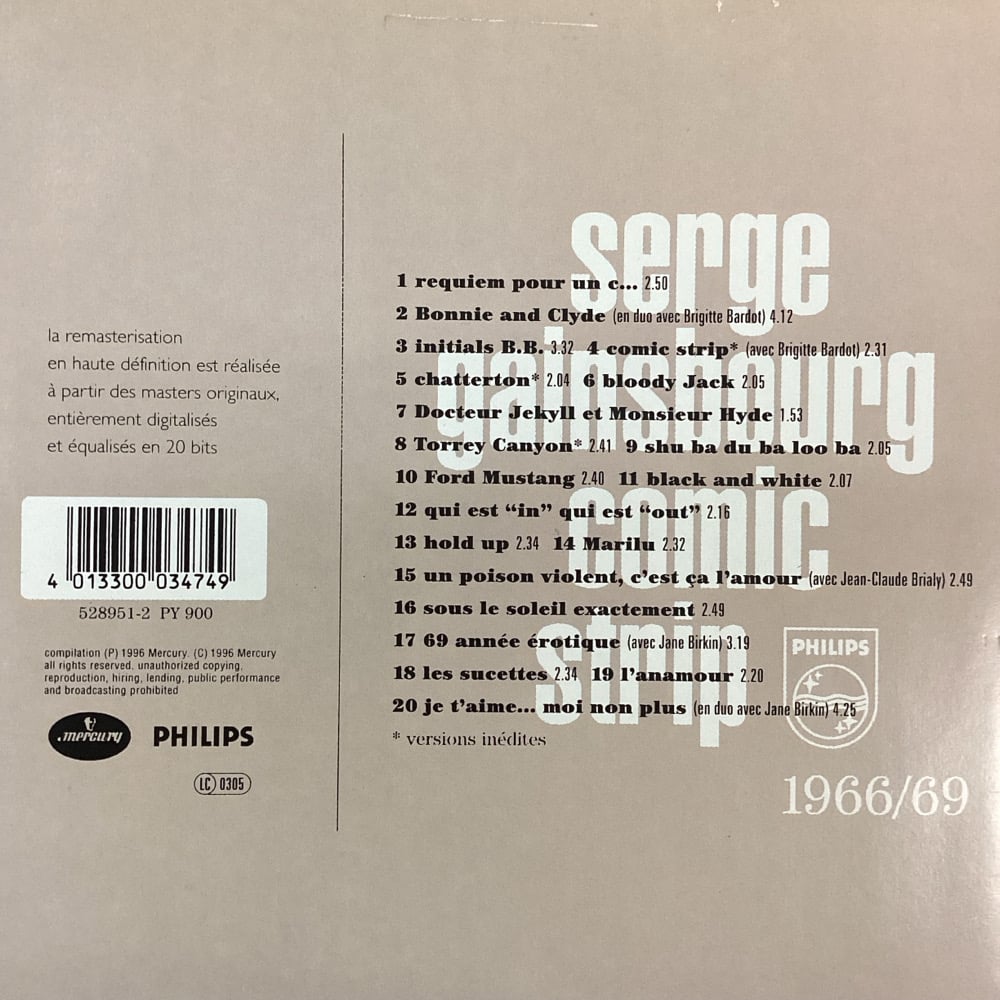 serge
gainsbourg
comic
strip
1 requiem pour un c... 2.50
2 Bonnie and Clyde (en duo avec Brigitte Bardot) 4.12
3 initials B.B. 3.32 4 comic strip* (avec Brigitte Bardot) 2.31
5 chatterton* 2.04 6 bloody Jack 2.05
7 Docteur Jekyll et Monsieur Hyde 1.53
8 Torrey Canyon* 2.41 9 shu ba du ba loo ba 2.05
10 Ford Mustang 2.40 11 black and white 2.07
12 qui est “in” qui est “out” 2.16
13 hold up 2.34 14 Marilu 2.32
15 un poison violent, c'est ça l'amour (avec Jean-Claude Brialy) 2.49
16 sous le soleil exactement 2.49
17 69 année érotique (avec Jane Birkin) 3.19
18 les sucettes 2.34 19 l'anamour 2.20
20 je t'aime... moi non plus (en duo avec Jane Birkin) 4.25
* versions inédites
PHILIPS
1966/69
la remasterisation
en haute définition est réalisée
à partir des masters originaux,
entièrement digitalisés
et équalisés en 20 bits
4 013300 034749
528951-2 PY 900
compilation (P) 1996 Mercury. (C) 1996 Mercury
all rights reserved. unauthorized copying,
reproduction, hiring, lending, public performance
and broadcasting prohibited
mercury PHILIPS
LC 0305